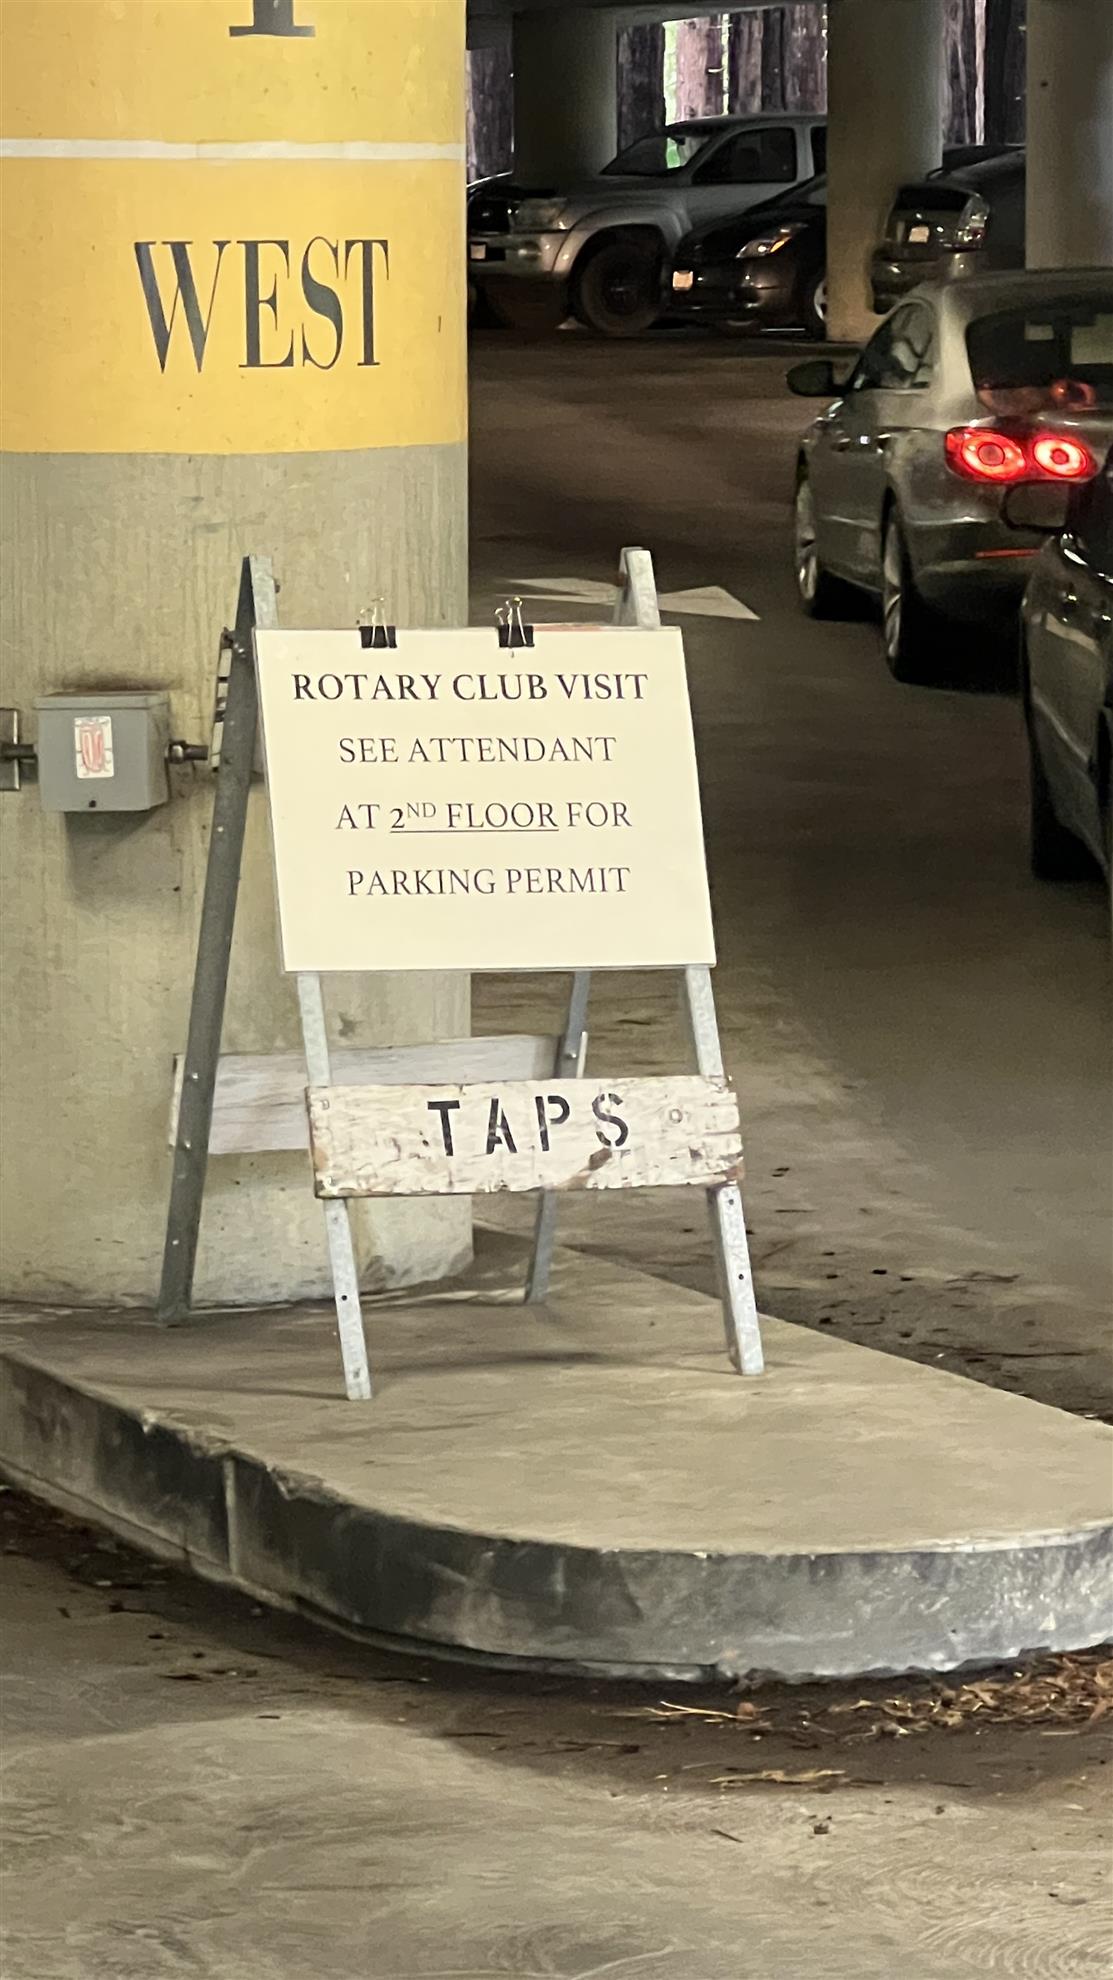 WEST
ROTARY CLUB VISIT
SEE ATTENDANT
AT 2ND FLOOR FOR
PARKING PERMIT
TAPS